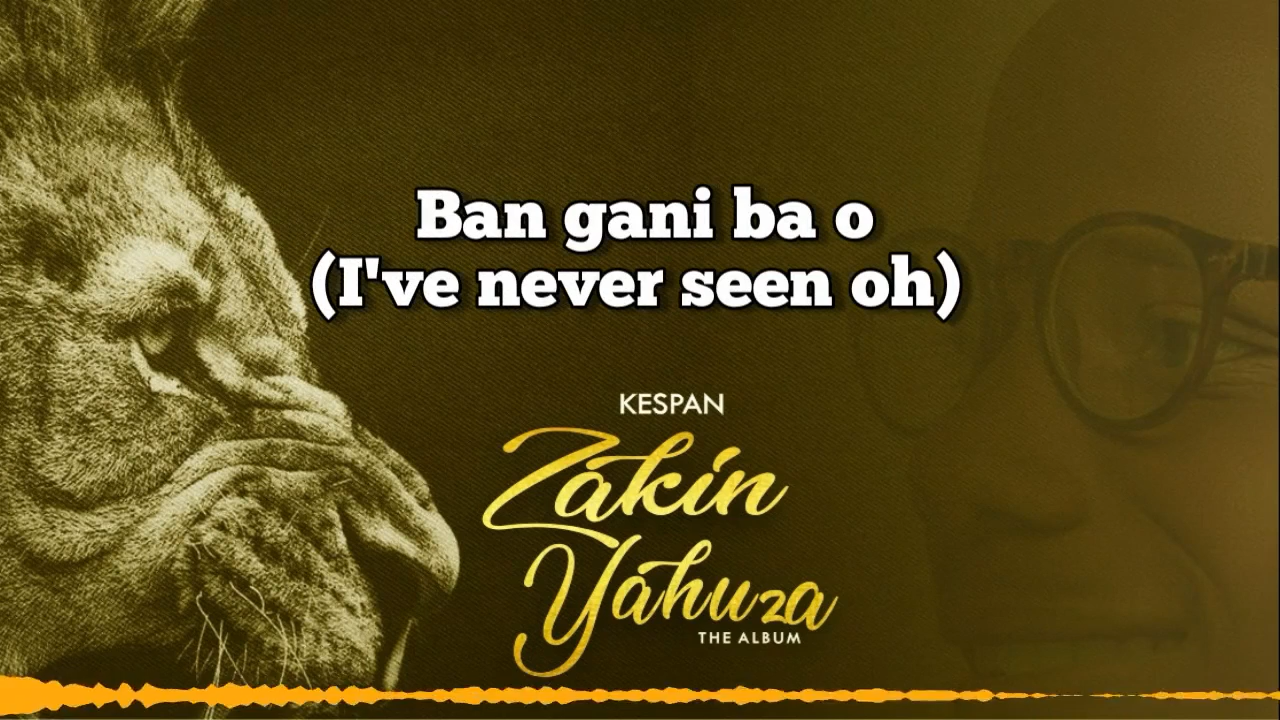 Ban gani ba o
(I've never seen oh)
KESPAN
Zakin
Yahuza
THE ALBUM